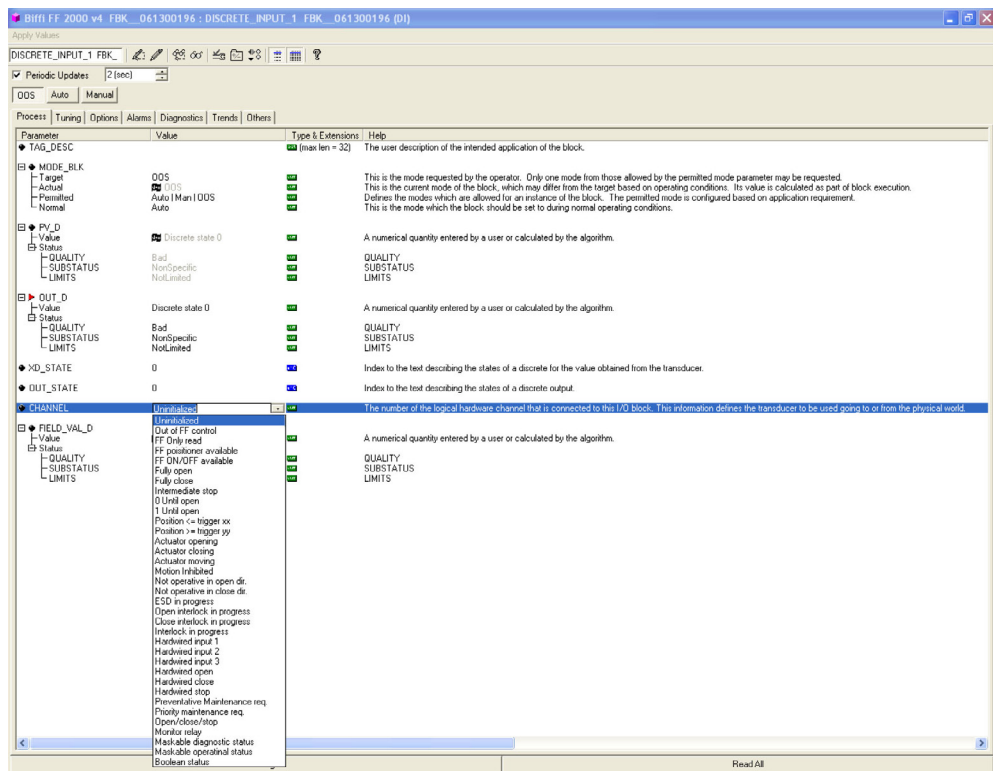 Biffi FF 2000 v4 FBK__061300196 : DISCRETE_INPUT_1 FBK__061300196 (DI)
Apply Values
DISCRETE_INPUT_1 FBK_
Periodic Updates 2 (sec)
OOS Auto Manual
Process Tuning Options Alarms Diagnostics Trends Others
Parameter Value Type & Extensions Help
TAG_DESC (max len = 32) The user description of the intended application of the block.
MODE_BLK
Target OOS This is the mode requested by the operator. Only one mode from those allowed by the permitted mode parameter may be requested.
Actual OOS This is the current mode of the block, which may differ from the target based on operating conditions. Its value is calculated as part of block execution.
Permitted Auto | Man | OOS Defines the modes which are allowed for an instance of the block. The permitted mode is configured based on application requirement.
Normal Auto This is the mode which the block should be set to during normal operating conditions.
PV_D
Value Discrete state 0 A numerical quantity entered by a user or calculated by the algorithm.
Status
QUALITY Bad QUALITY
SUBSTATUS NonSpecific SUBSTATUS
LIMITS NotLimited LIMITS
OUT_D
Value Discrete state 0 A numerical quantity entered by a user or calculated by the algorithm.
Status
QUALITY Bad QUALITY
SUBSTATUS NonSpecific SUBSTATUS
LIMITS NotLimited LIMITS
XD_STATE 0 Index to the text describing the states of a discrete for the value obtained from the transducer.
OUT_STATE 0 Index to the text describing the states of a discrete output.
CHANNEL Uninitialized The number of the logical hardware channel that is connected to this I/O block. This information defines the transducer to be used going to or from the physical world.
FIELD_VAL_D
Value A numerical quantity entered by a user or calculated by the algorithm.
Status
QUALITY QUALITY
SUBSTATUS SUBSTATUS
LIMITS LIMITS
Uninitialized
Out of FF control
FF Only read
FF positioner available
FF ON/OFF available
Fully open
Fully close
Intermediate stop
0 Until open
1 Until open
Position <= trigger xx
Position >= trigger yy
Actuator opening
Actuator closing
Actuator moving
Motion Inhibited
Not operative in open dir.
Not operative in close dir.
ESD in progress
Open interlock in progress
Close interlock in progress
Interlock in progress
Hardwired input 1
Hardwired input 2
Hardwired input 3
Hardwired open
Hardwired close
Hardwired stop
Preventative Maintenance req.
Priority maintenance req.
Open/close/stop
Monitor relay
Maskable diagnostic status
Maskable operatinal status
Boolean status
Read All